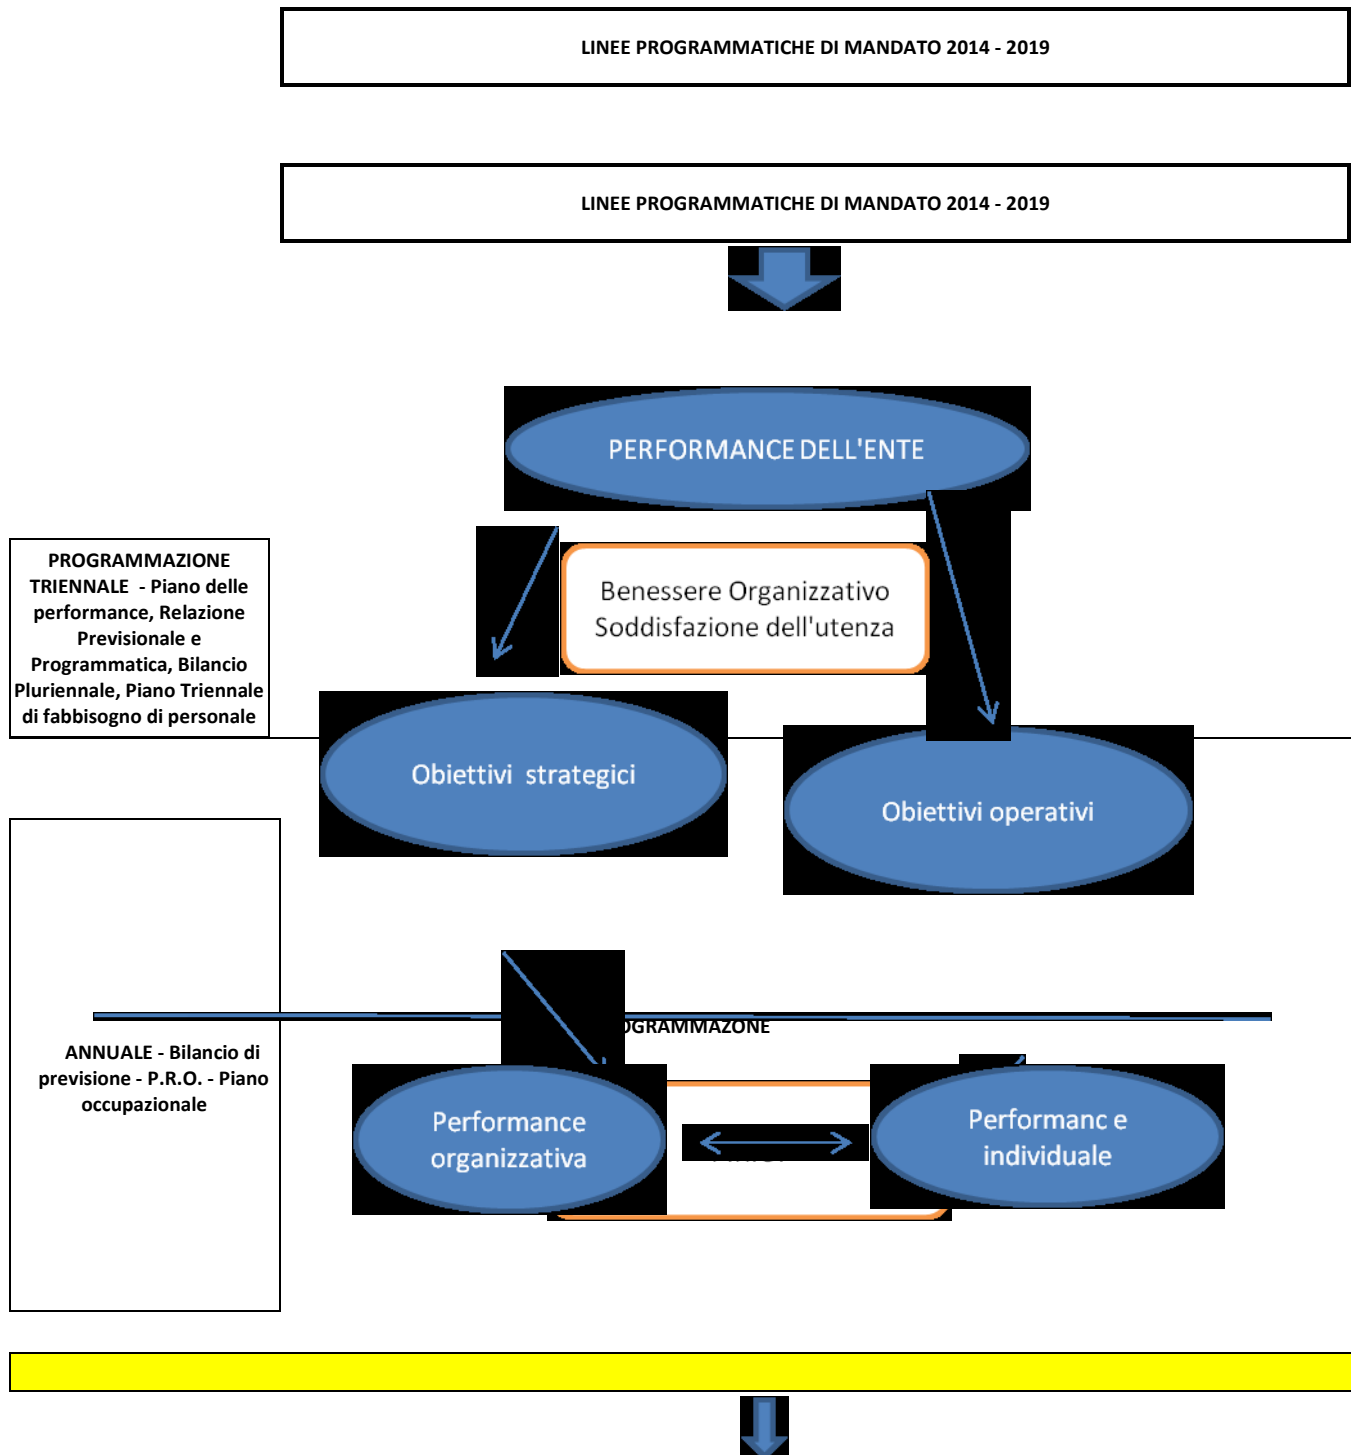 LINEE PROGRAMMATICHE DI MANDATO 2014 - 2019
LINEE PROGRAMMATICHE DI MANDATO 2014 - 2019
PERFORMANCE DELL'ENTE
PROGRAMMAZIONE
TRIENNALE - Piano delle
performance, Relazione
Previsionale e
Programmatica, Bilancio
Pluriennale, Piano Triennale
di fabbisogno di personale
Benessere Organizzativo
Soddisfazione dell'utenza
Obiettivi strategici
Obiettivi operativi
OGRAMMAZONE
ANNUALE - Bilancio di
previsione - P.R.O. - Piano
occupazionale
Performance
organizzativa
Performanc e
individuale